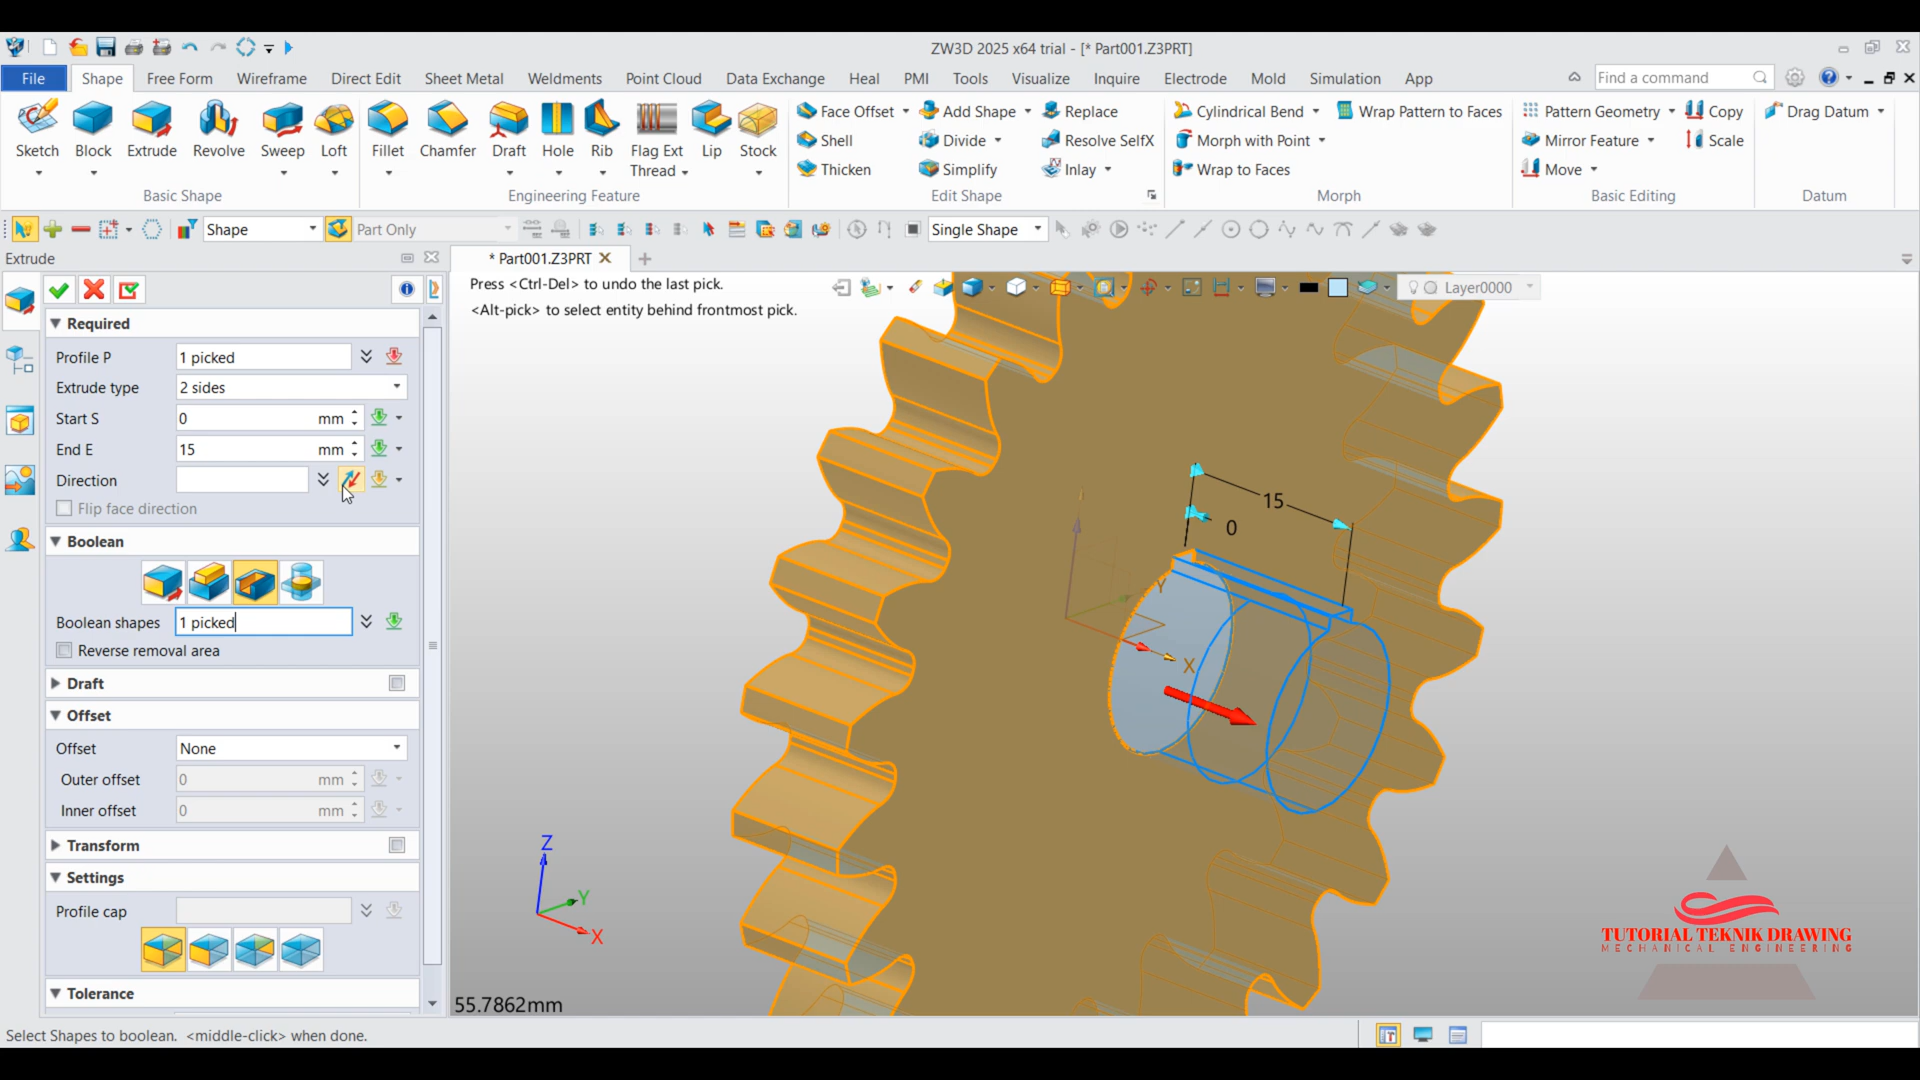 ZW3D 2025 x64 trial - [* Part001.Z3PRT]
File Shape Free Form Wireframe Direct Edit Sheet Metal Weldments Point Cloud Data Exchange Heal PMI Tools Visualize Inquire Electrode Mold Simulation App Find a command
Sketch Block Extrude Revolve Sweep Loft
Basic Shape
Fillet Chamfer Draft Hole Rib Flag Ext Thread Lip Stock
Engineering Feature
Face Offset Add Shape Replace
Shell Divide Resolve SelfX
Thicken Simplify Inlay
Edit Shape
Cylindrical Bend Wrap Pattern to Faces
Morph with Point
Wrap to Faces
Morph
Pattern Geometry Copy
Mirror Feature Scale
Move
Basic Editing
Drag Datum
Datum
Shape Part Only Single Shape
Extrude
* Part001.Z3PRT
Press <Ctrl-Del> to undo the last pick.
<Alt-pick> to select entity behind frontmost pick.
Layer0000
Required
Profile P 1 picked
Extrude type 2 sides
Start S 0 mm
End E 15 mm
Direction
Flip face direction
Boolean
Boolean shapes 1 picked
Reverse removal area
Draft
Offset
Offset None
Outer offset 0 mm
Inner offset 0 mm
Transform
Settings
Profile cap
Tolerance
15
0
Y
X
Z
Y
X
55.7862mm
TUTORIAL TEKNIK DRAWING
MECHANICAL ENGINEERING
Select Shapes to boolean. <middle-click> when done.